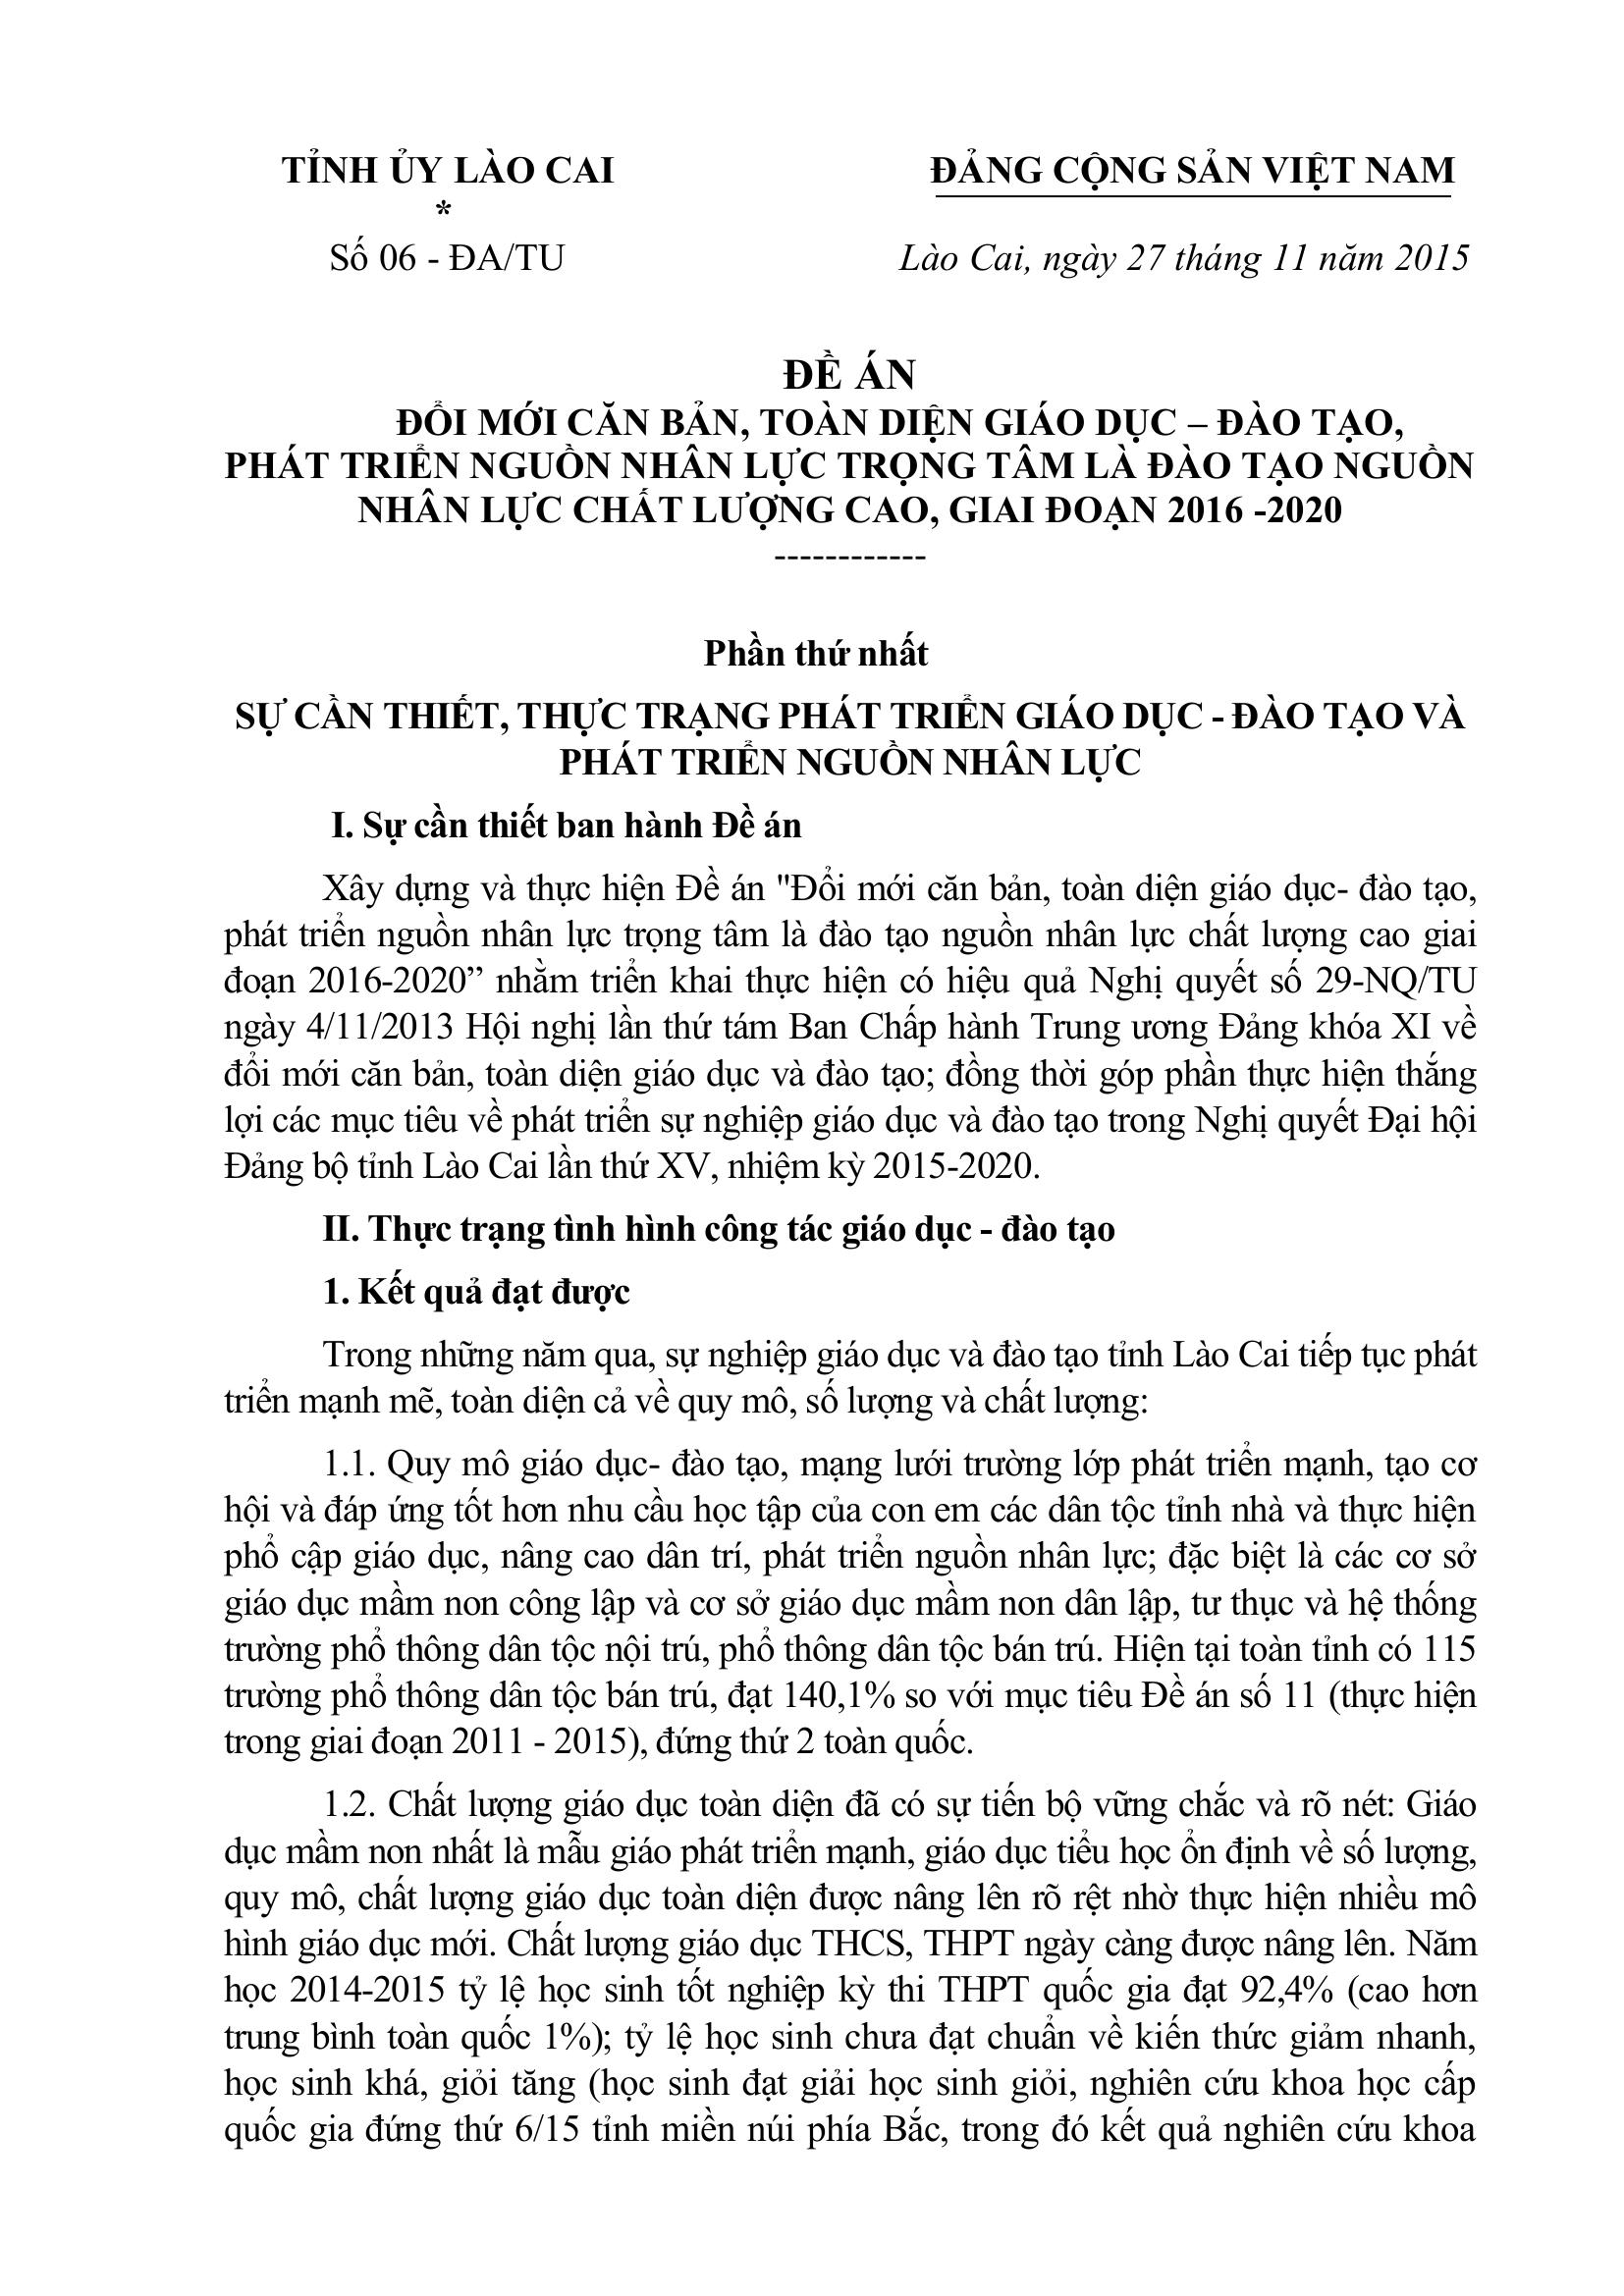 TỈNH ỦY LÀO CAI
*
Số 06 - ĐA/TU
ĐẢNG CỘNG SẢN VIỆT NAM
Lào Cai, ngày 27 tháng 11 năm 2015
ĐỀ ÁN
ĐỔI MỚI CĂN BẢN, TOÀN DIỆN GIÁO DỤC – ĐÀO TẠO,
PHÁT TRIỂN NGUỒN NHÂN LỰC TRỌNG TÂM LÀ ĐÀO TẠO NGUỒN
NHÂN LỰC CHẤT LƯỢNG CAO, GIAI ĐOẠN 2016 -2020
------------
Phần thứ nhất
SỰ CẦN THIẾT, THỰC TRẠNG PHÁT TRIỂN GIÁO DỤC - ĐÀO TẠO VÀ
PHÁT TRIỂN NGUỒN NHÂN LỰC
I. Sự cần thiết ban hành Đề án
Xây dựng và thực hiện Đề án "Đổi mới căn bản, toàn diện giáo dục- đào tạo,
phát triển nguồn nhân lực trọng tâm là đào tạo nguồn nhân lực chất lượng cao giai
đoạn 2016-2020” nhằm triển khai thực hiện có hiệu quả Nghị quyết số 29-NQ/TU
ngày 4/11/2013 Hội nghị lần thứ tám Ban Chấp hành Trung ương Đảng khóa XI về
đổi mới căn bản, toàn diện giáo dục và đào tạo; đồng thời góp phần thực hiện thắng
lợi các mục tiêu về phát triển sự nghiệp giáo dục và đào tạo trong Nghị quyết Đại hội
Đảng bộ tỉnh Lào Cai lần thứ XV, nhiệm kỳ 2015-2020.
II. Thực trạng tình hình công tác giáo dục - đào tạo
1. Kết quả đạt được
Trong những năm qua, sự nghiệp giáo dục và đào tạo tỉnh Lào Cai tiếp tục phát
triển mạnh mẽ, toàn diện cả về quy mô, số lượng và chất lượng:
1.1. Quy mô giáo dục- đào tạo, mạng lưới trường lớp phát triển mạnh, tạo cơ
hội và đáp ứng tốt hơn nhu cầu học tập của con em các dân tộc tỉnh nhà và thực hiện
phổ cập giáo dục, nâng cao dân trí, phát triển nguồn nhân lực; đặc biệt là các cơ sở
giáo dục mầm non công lập và cơ sở giáo dục mầm non dân lập, tư thục và hệ thống
trường phổ thông dân tộc nội trú, phổ thông dân tộc bán trú. Hiện tại toàn tỉnh có 115
trường phổ thông dân tộc bán trú, đạt 140,1% so với mục tiêu Đề án số 11 (thực hiện
trong giai đoạn 2011 - 2015), đứng thứ 2 toàn quốc.
1.2. Chất lượng giáo dục toàn diện đã có sự tiến bộ vững chắc và rõ nét: Giáo
dục mầm non nhất là mẫu giáo phát triển mạnh, giáo dục tiểu học ổn định về số lượng,
quy mô, chất lượng giáo dục toàn diện được nâng lên rõ rệt nhờ thực hiện nhiều mô
hình giáo dục mới. Chất lượng giáo dục THCS, THPT ngày càng được nâng lên. Năm
học 2014-2015 tỷ lệ học sinh tốt nghiệp kỳ thi THPT quốc gia đạt 92,4% (cao hơn
trung bình toàn quốc 1%); tỷ lệ học sinh chưa đạt chuẩn về kiến thức giảm nhanh,
học sinh khá, giỏi tăng (học sinh đạt giải học sinh giỏi, nghiên cứu khoa học cấp
quốc gia đứng thứ 6/15 tỉnh miền núi phía Bắc, trong đó kết quả nghiên cứu khoa